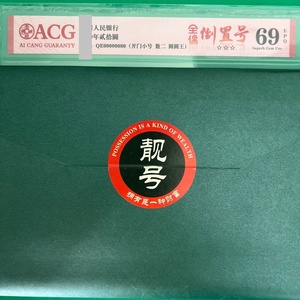 ACG
AI CANG GUARANTY
人民银行
年贰拾圆
QE00000080 (开门小号 数二 圆圆王)
全程 倒置号
☆☆☆
69 EPQ
Superb Gem Unc
POSSESSION IS A KIND OF WEALTH
靓号
拥有是一种财富